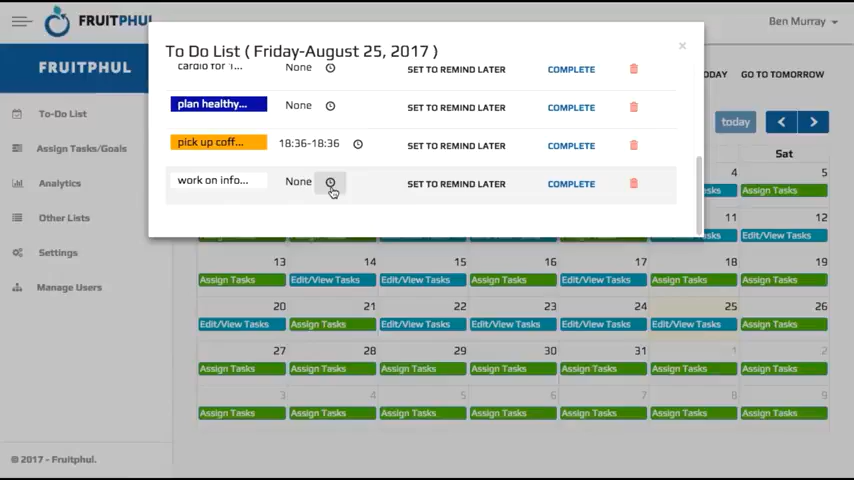 FRUITPHUL
Ben Murray
To Do List ( Friday-August 25, 2017 )
×
cardio for 1...
None
SET TO REMIND LATER
COMPLETE
plan healthy...
None
SET TO REMIND LATER
COMPLETE
pick up coff...
18:36-18:36
SET TO REMIND LATER
COMPLETE
work on info...
None
SET TO REMIND LATER
COMPLETE
FRUITPHUL
To-Do List
Assign Tasks/Goals
Analytics
Other Lists
Settings
Manage Users
© 2017 - Fruitphul.
GO TO TOMORROW
today
Sat
4 5
Assign Tasks
11 12
Edit/View Tasks
13 14 15 16 17 18 19
Assign Tasks Edit/View Tasks Edit/View Tasks Assign Tasks Edit/View Tasks Assign Tasks Assign Tasks
20 21 22 23 24 25 26
Edit/View Tasks Assign Tasks Edit/View Tasks Edit/View Tasks Edit/View Tasks Edit/View Tasks Assign Tasks
27 28 29 30 31 1 2
Assign Tasks Assign Tasks Assign Tasks Assign Tasks Assign Tasks Assign Tasks Assign Tasks
3 4 5 6 7 8 9
Assign Tasks Assign Tasks Assign Tasks Assign Tasks Assign Tasks Assign Tasks Assign Tasks